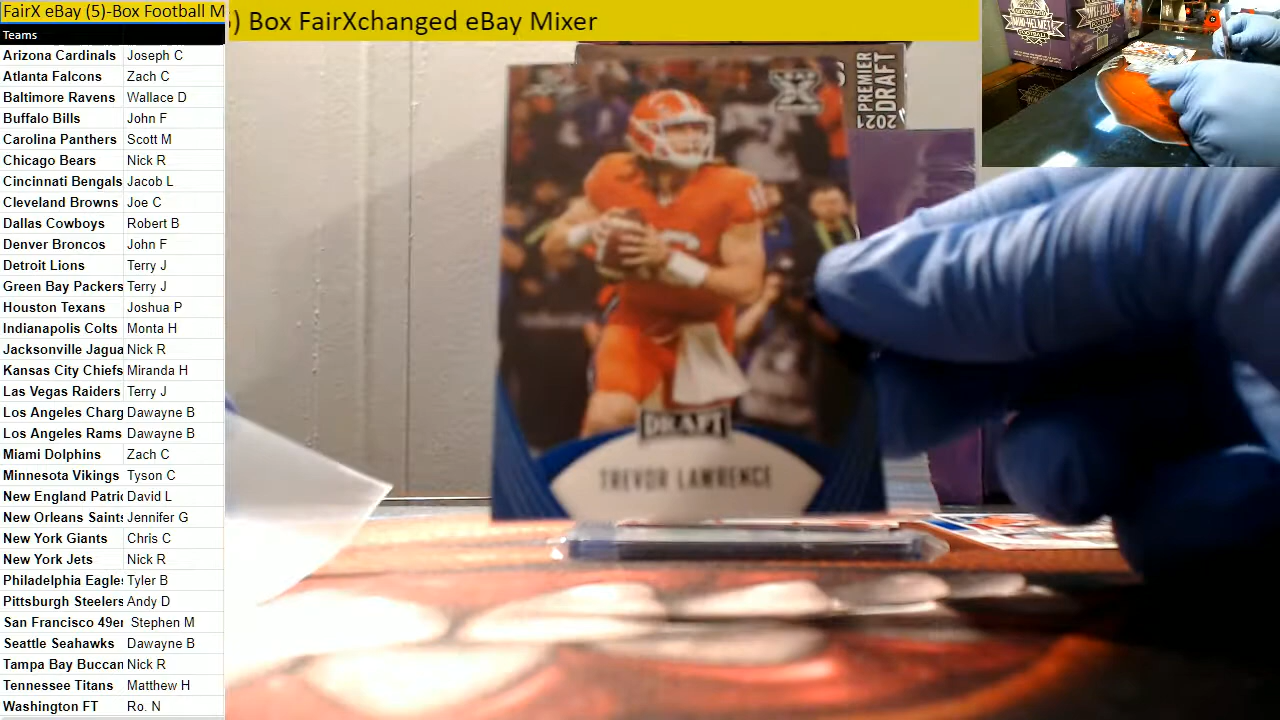 FairX eBay (5)-Box Football M
5) Box FairXchanged eBay Mixer
Teams
Arizona Cardinals Joseph C
Atlanta Falcons Zach C
Baltimore Ravens Wallace D
Buffalo Bills John F
Carolina Panthers Scott M
Chicago Bears Nick R
Cincinnati Bengals Jacob L
Cleveland Browns Joe C
Dallas Cowboys Robert B
Denver Broncos John F
Detroit Lions Terry J
Green Bay Packers Terry J
Houston Texans Joshua P
Indianapolis Colts Monta H
Jacksonville Jagua Nick R
Kansas City Chiefs Miranda H
Las Vegas Raiders Terry J
Los Angeles Charg Dawayne B
Los Angeles Rams Dawayne B
Miami Dolphins Zach C
Minnesota Vikings Tyson C
New England Patri David L
New Orleans Saints Jennifer G
New York Giants Chris C
New York Jets Nick R
Philadelphia Eagle Tyler B
Pittsburgh Steelers Andy D
San Francisco 49er Stephen M
Seattle Seahawks Dawayne B
Tampa Bay Buccan Nick R
Tennessee Titans Matthew H
Washington FT Ro. N
2021 PREMIER
DRAFT
DRAFT
TREVOR LAWRENCE
MINI-HELMET
FOOTBALL